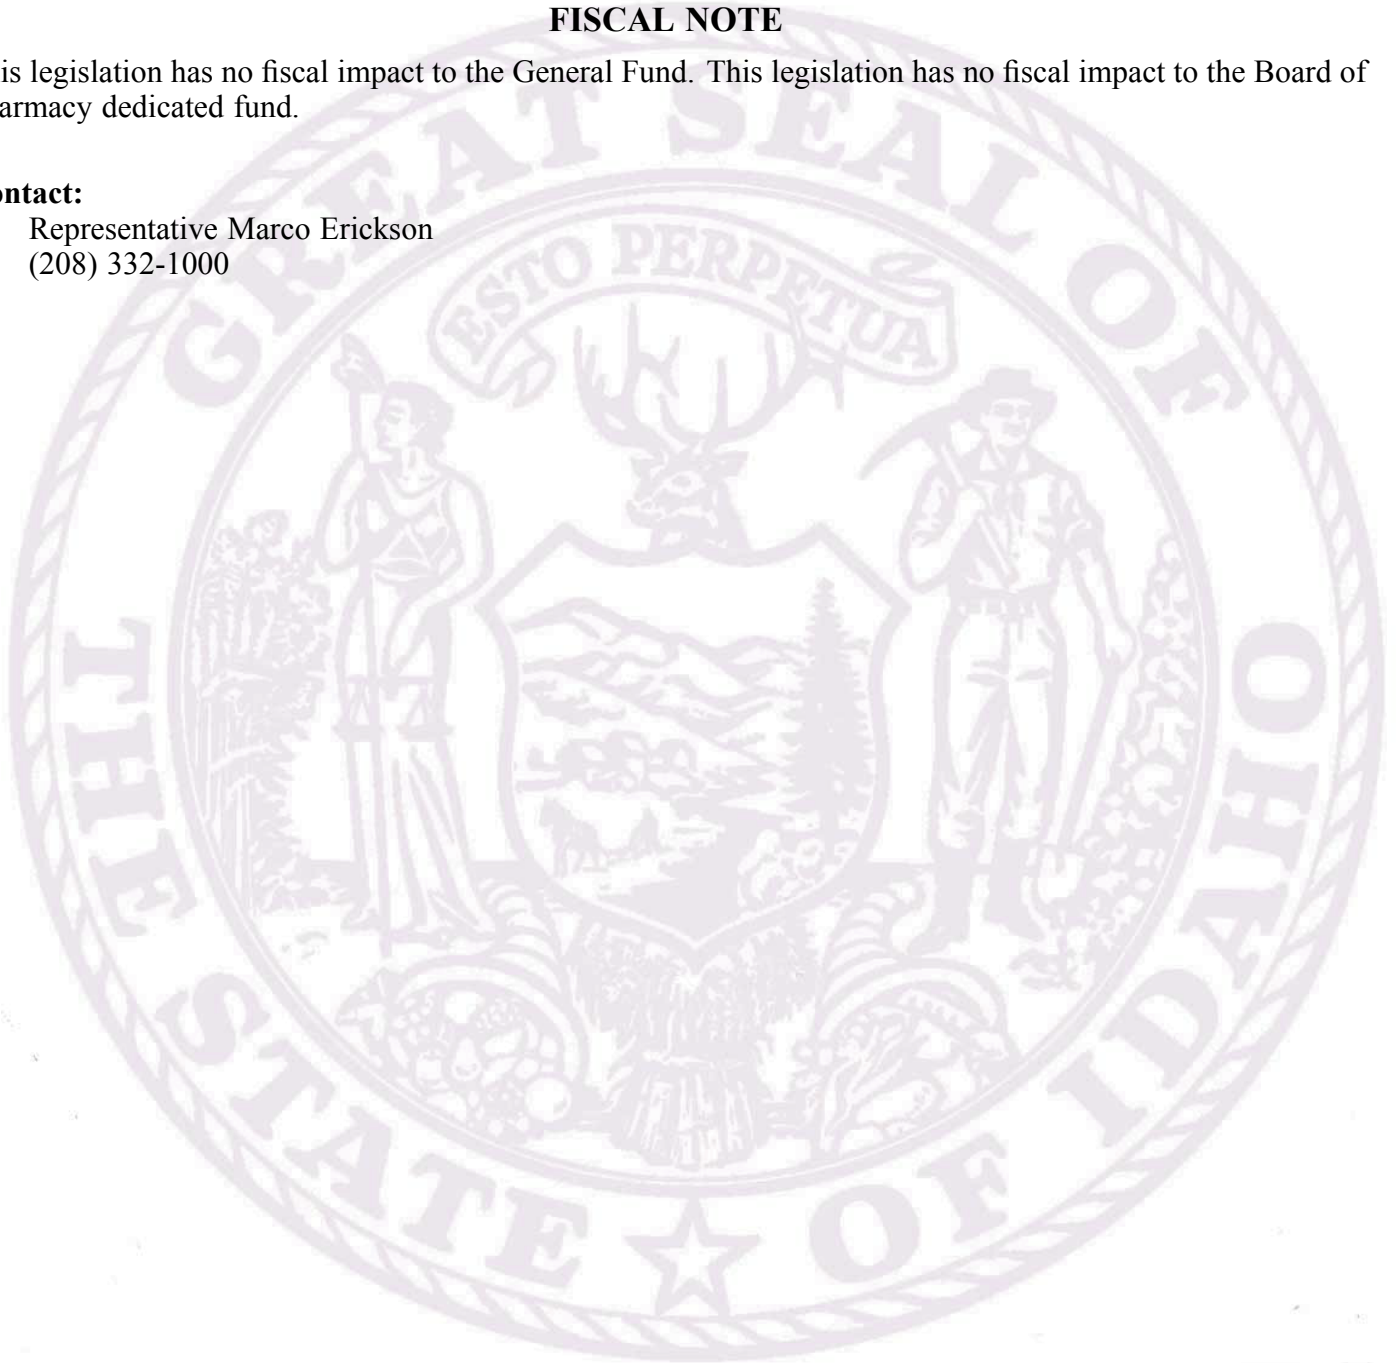 FISCAL NOTE
is legislation has no fiscal impact to the General Fund. This legislation has no fiscal impact to the Board of
armacy dedicated fund.
ontact:
Representative Marco Erickson
(208) 332-1000
GREAT SEAL OF
ESTO PERPETUA
THE STATE ☆ OF IDAHO